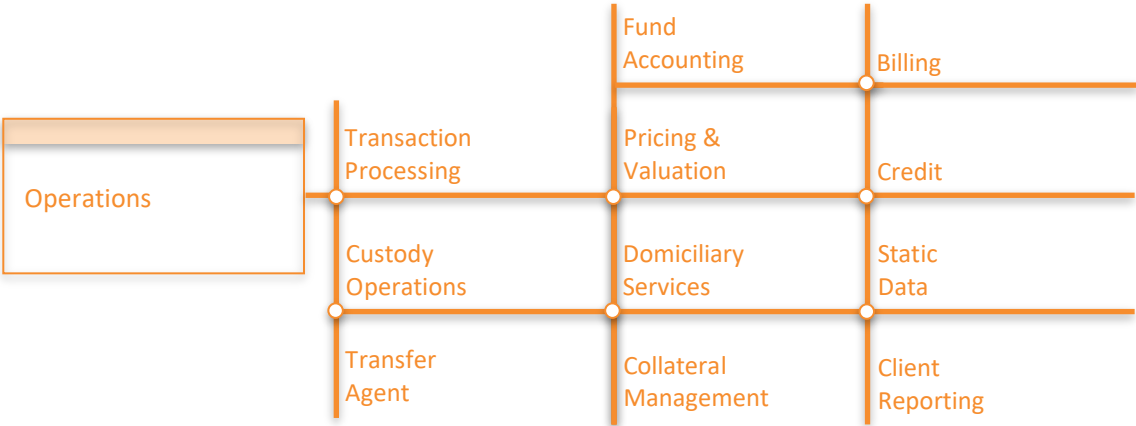 Operations
Transaction
Processing
Custody
Operations
Transfer
Agent
Fund
Accounting
Pricing &
Valuation
Domiciliary
Services
Collateral
Management
Billing
Credit
Static
Data
Client
Reporting